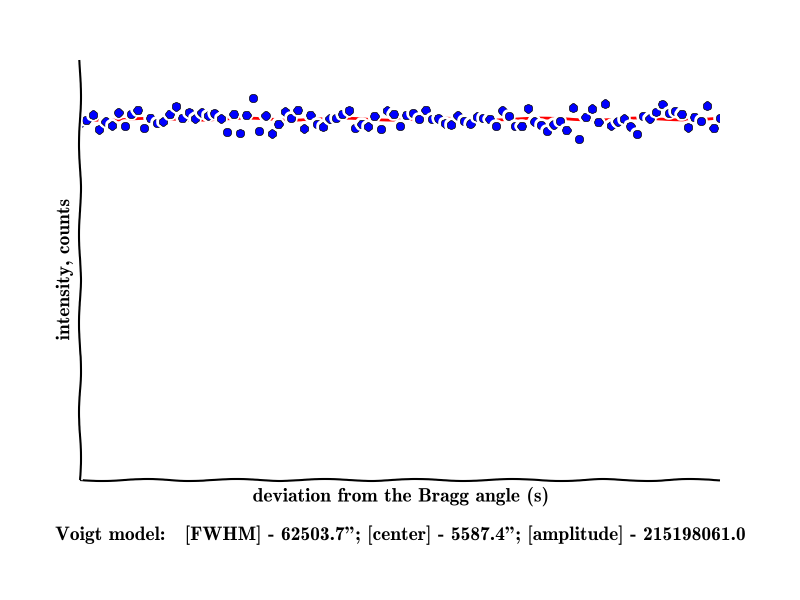 intensity, counts
deviation from the Bragg angle (s)
Voigt model: [FWHM] - 62503.7”; [center] - 5587.4”; [amplitude] - 215198061.0